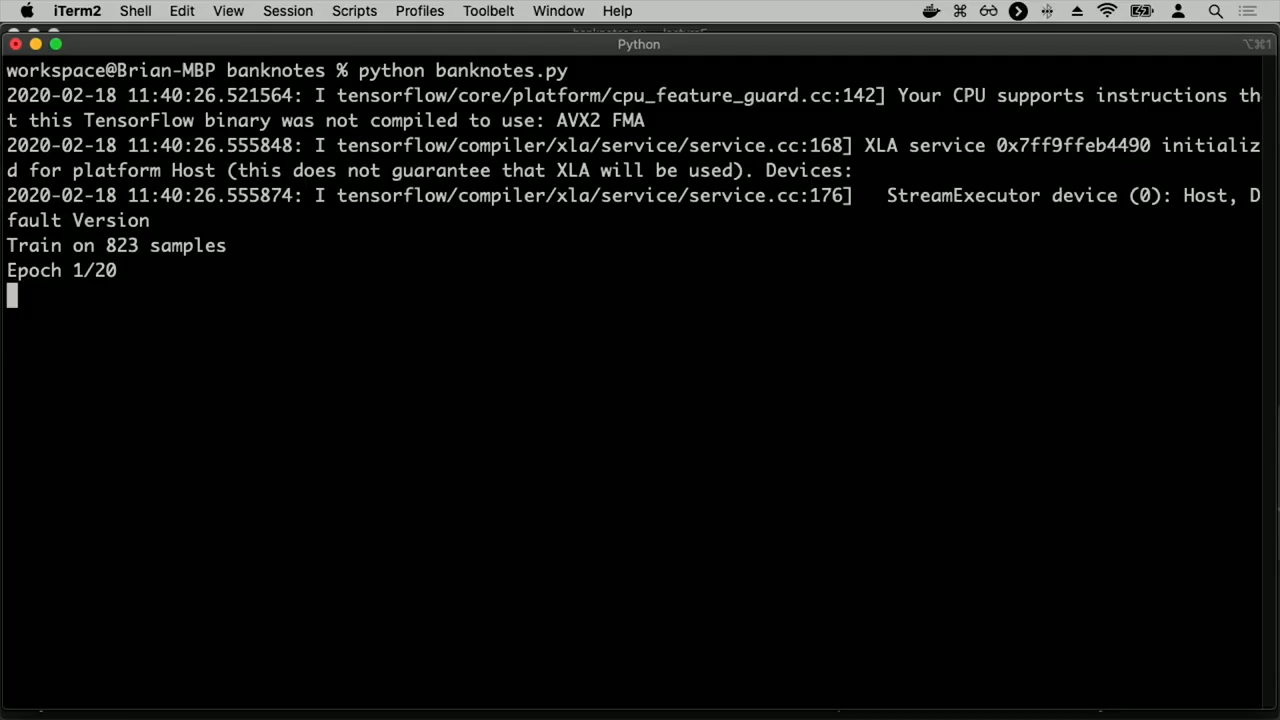 iTerm2 Shell Edit View Session Scripts Profiles Toolbelt Window Help
Python
⌥⌘1
workspace@Brian-MBP banknotes % python banknotes.py
2020-02-18 11:40:26.521564: I tensorflow/core/platform/cpu_feature_guard.cc:142] Your CPU supports instructions th
t this TensorFlow binary was not compiled to use: AVX2 FMA
2020-02-18 11:40:26.555848: I tensorflow/compiler/xla/service/service.cc:168] XLA service 0x7ff9ffeb4490 initializ
d for platform Host (this does not guarantee that XLA will be used). Devices:
2020-02-18 11:40:26.555874: I tensorflow/compiler/xla/service/service.cc:176]   StreamExecutor device (0): Host, D
fault Version
Train on 823 samples
Epoch 1/20